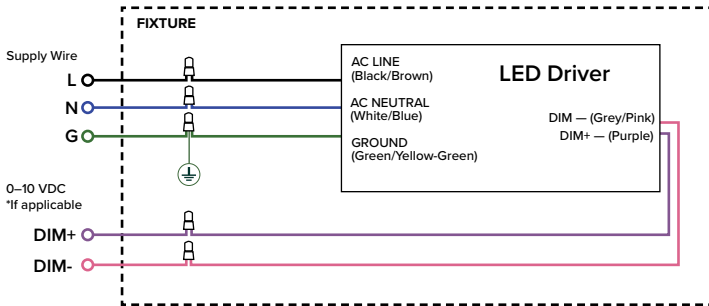 FIXTURE
Supply Wire
L
N
G
AC LINE
(Black/Brown)
AC NEUTRAL
(White/Blue)
GROUND
(Green/Yellow-Green)
LED Driver
DIM — (Grey/Pink)
DIM+ — (Purple)
0–10 VDC
*If applicable
DIM+
DIM-